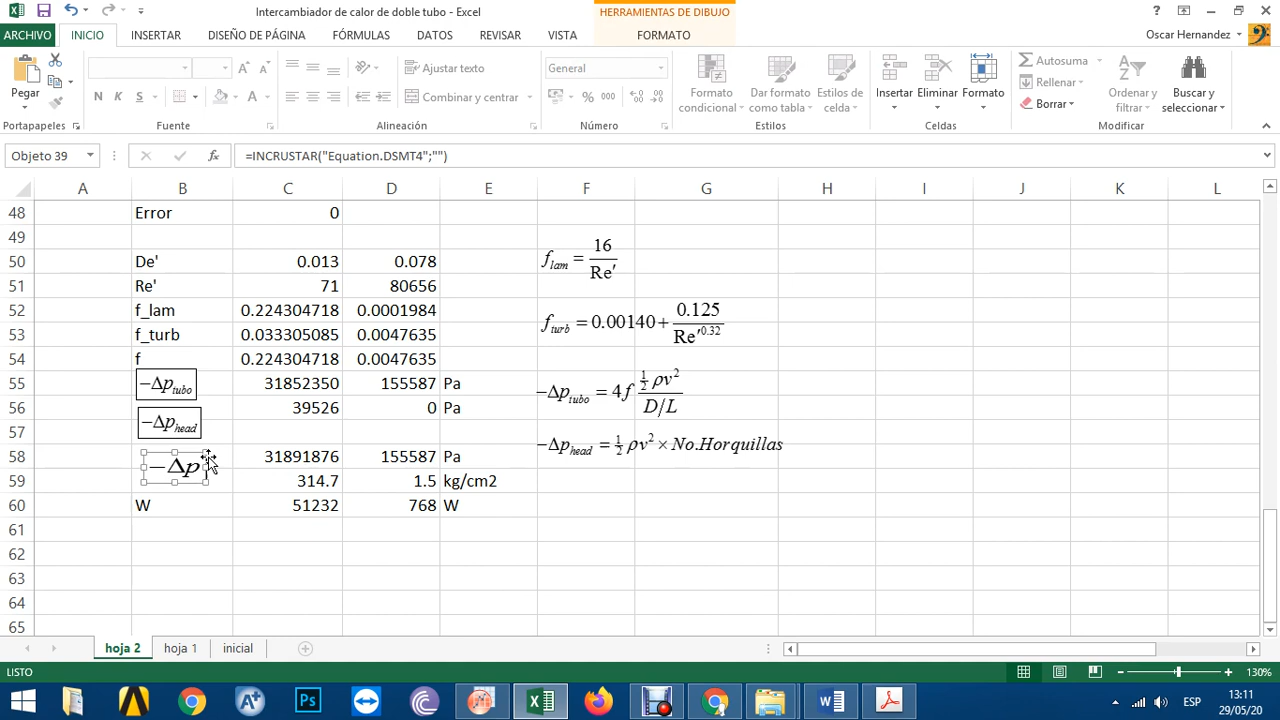 Intercambiador de calor de doble tubo - Excel
HERRAMIENTAS DE DIBUJO
?
ARCHIVO INICIO INSERTAR DISEÑO DE PÁGINA FÓRMULAS DATOS REVISAR VISTA FORMATO Oscar Hernandez
Pegar N K S A A A Ajustar texto Combinar y centrar General % 000 Formato condicional Dar formato como tabla Estilos de celda Insertar Eliminar Formato Autosuma Rellenar Borrar Ordenar y filtrar Buscar y seleccionar
Portapapeles Fuente Alineación Número Estilos Celdas Modificar
Objeto 39 fx =INCRUSTAR("Equation.DSMT4";"")
A B C D E F G H I J K L
48 Error 0
49
50 De' 0.013 0.078 f_lam = 16/Re′
51 Re' 71 80656
52 f_lam 0.224304718 0.0001984 f_turb = 0.00140 + 0.125/Re′^0.32
53 f_turb 0.033305085 0.0047635
54 f 0.224304718 0.0047635
55 −Δp_tubo 31852350 155587 Pa −Δp_tubo = 4f ½ρv²/(D/L)
56 −Δp_head 39526 0 Pa
57 −Δp_head = ½ρv² × No.Horquillas
58 −Δp 31891876 155587 Pa
59 314.7 1.5 kg/cm2
60 W 51232 768 W
61
62
63
64
65
hoja 2 hoja 1 inicial
LISTO 130%
ESP 13:11
29/05/20